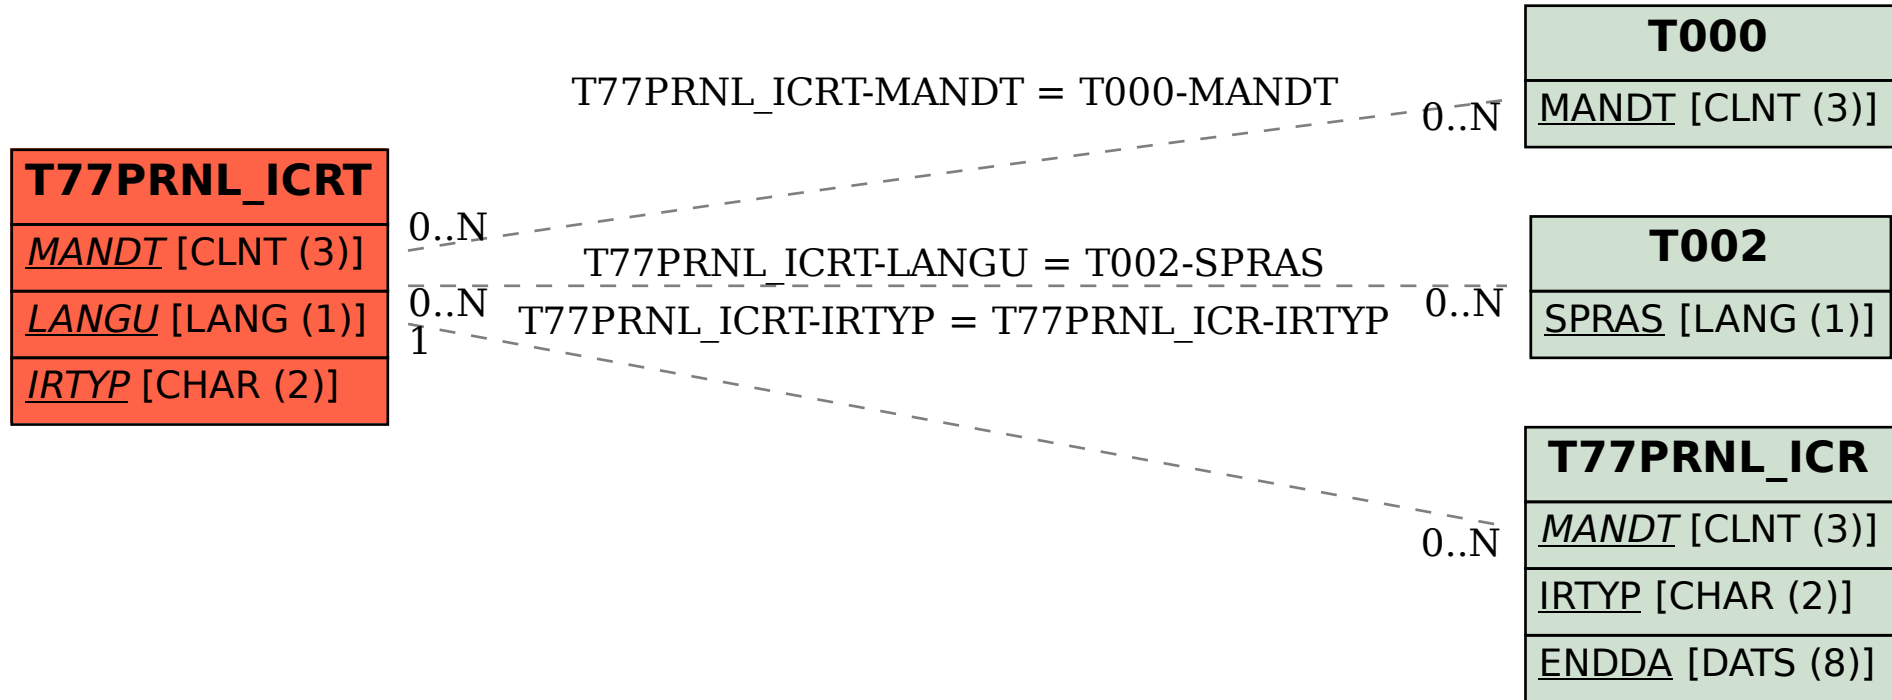 T77PRNL_ICRT
MANDT [CLNT (3)]
LANGU [LANG (1)]
IRTYP [CHAR (2)]
T77PRNL_ICRT-MANDT = T000-MANDT
0..N
0..N
T77PRNL_ICRT-LANGU = T002-SPRAS
0..N
0..N
T77PRNL_ICRT-IRTYP = T77PRNL_ICR-IRTYP
1
0..N
T000
MANDT [CLNT (3)]
T002
SPRAS [LANG (1)]
T77PRNL_ICR
MANDT [CLNT (3)]
IRTYP [CHAR (2)]
ENDDA [DATS (8)]